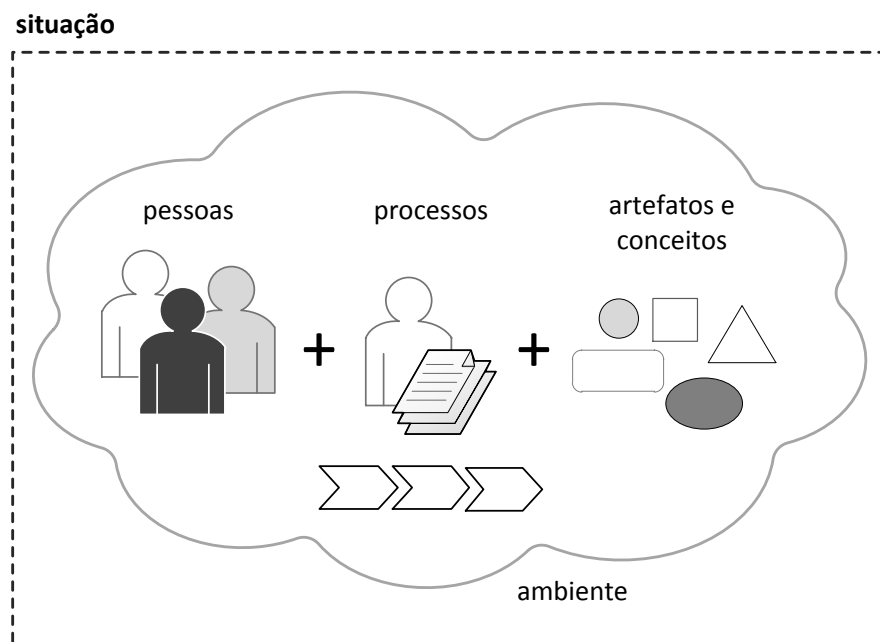 situação
pessoas
processos
artefatos e
conceitos
ambiente